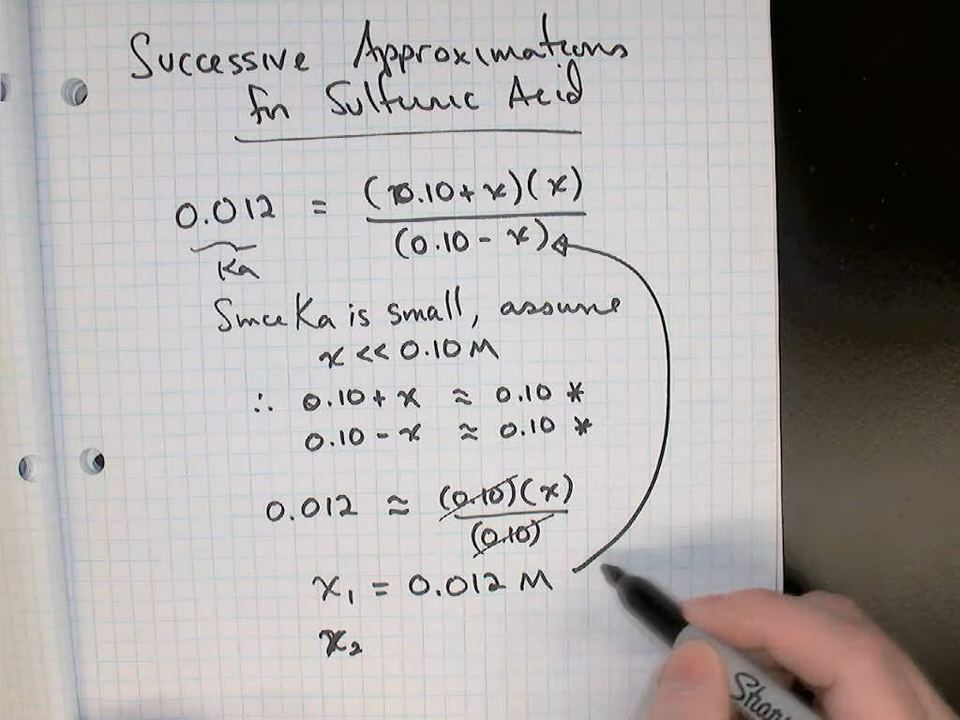 Successive Approximations
for Sulfuric Acid
0.012 = (0.10 + x)(x)
(0.10 - x)
Ka
Since Ka is small, assume
x << 0.10 M
∴ 0.10 + x ≈ 0.10 *
0.10 - x ≈ 0.10 *
0.012 ≈ (0.10)(x)
(0.10)
x₁ = 0.012 M
x₂